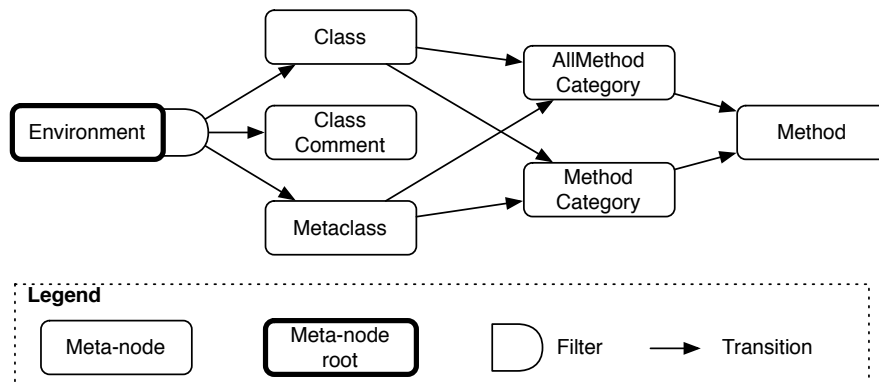 Class
AllMethod
Category
Environment
Class
Comment
Method
Method
Category
Metaclass
Legend
Meta-node
Meta-node
root
Filter
Transition